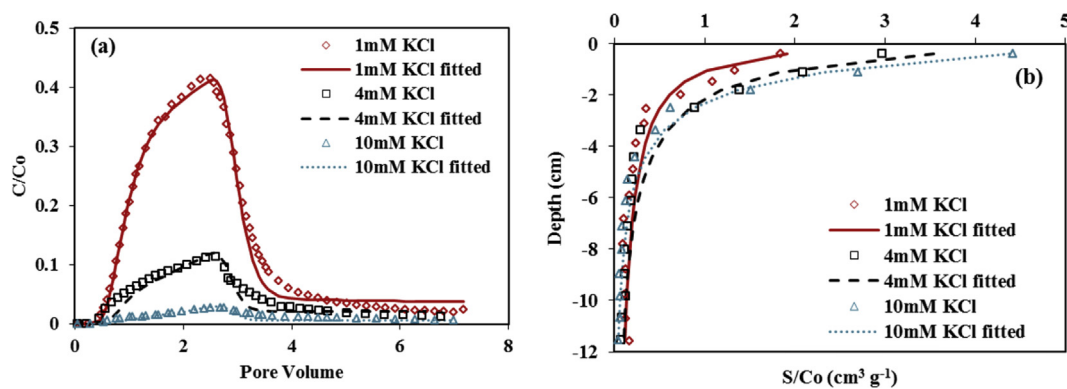 (a)
1mM KCl
1mM KCl fitted
4mM KCl
4mM KCl fitted
10mM KCl
10mM KCl fitted
0.5
0.4
0.3
0.2
0.1
0
C/Co
0 2 4 6 8
Pore Volume
0 1 2 3 4 5
(b)
0
-2
-4
-6
-8
-10
-12
Depth (cm)
1mM KCl
1mM KCl fitted
4mM KCl
4mM KCl fitted
10mM KCl
10mM KCl fitted
S/Co (cm³ g⁻¹)